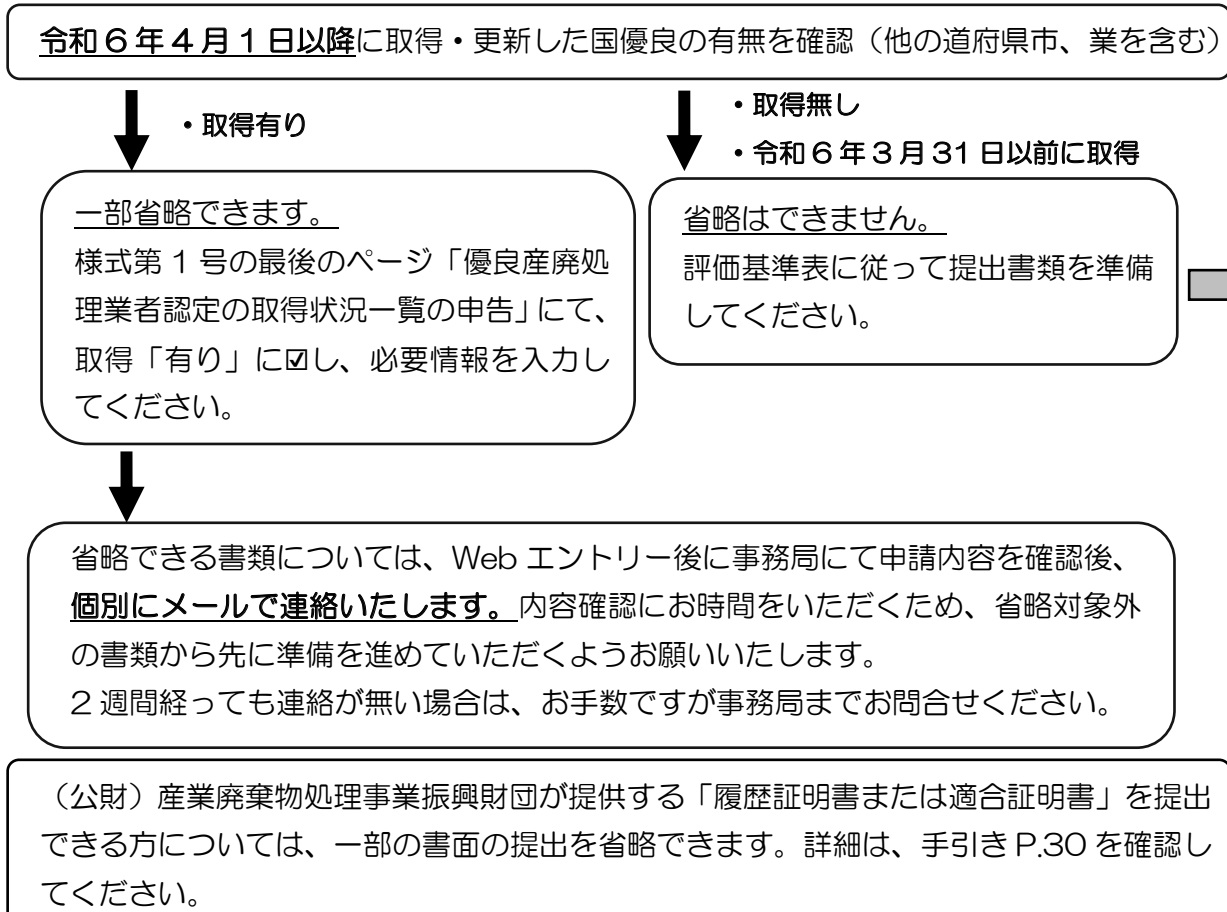 令和６年４月１日以降に取得・更新した国優良の有無を確認（他の道府県市、業を含む）
・取得有り
・取得無し
・令和６年３月31日以前に取得
一部省略できます。
様式第１号の最後のページ「優良産廃処
理業者認定の取得状況一覧の申告」にて、
取得「有り」に☑し、必要情報を入力し
てください。
省略はできません。
評価基準表に従って提出書類を準備
してください。
省略できる書類については、Web エントリー後に事務局にて申請内容を確認後、
個別にメールで連絡いたします。内容確認にお時間をいただくため、省略対象外
の書類から先に準備を進めていただくようお願いいたします。
２週間経っても連絡が無い場合は、お手数ですが事務局までお問合せください。
（公財）産業廃棄物処理事業振興財団が提供する「履歴証明書または適合証明書」を提出
できる方については、一部の書面の提出を省略できます。詳細は、手引き P.30 を確認し
てください。